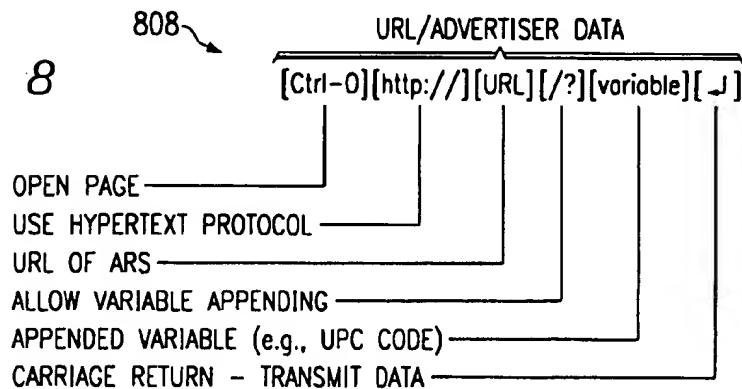 808
URL/ADVERTISER DATA
8
[Ctrl-O][http://][URL][/?][variable][↲]
OPEN PAGE
USE HYPERTEXT PROTOCOL
URL OF ARS
ALLOW VARIABLE APPENDING
APPENDED VARIABLE (e.g., UPC CODE)
CARRIAGE RETURN – TRANSMIT DATA